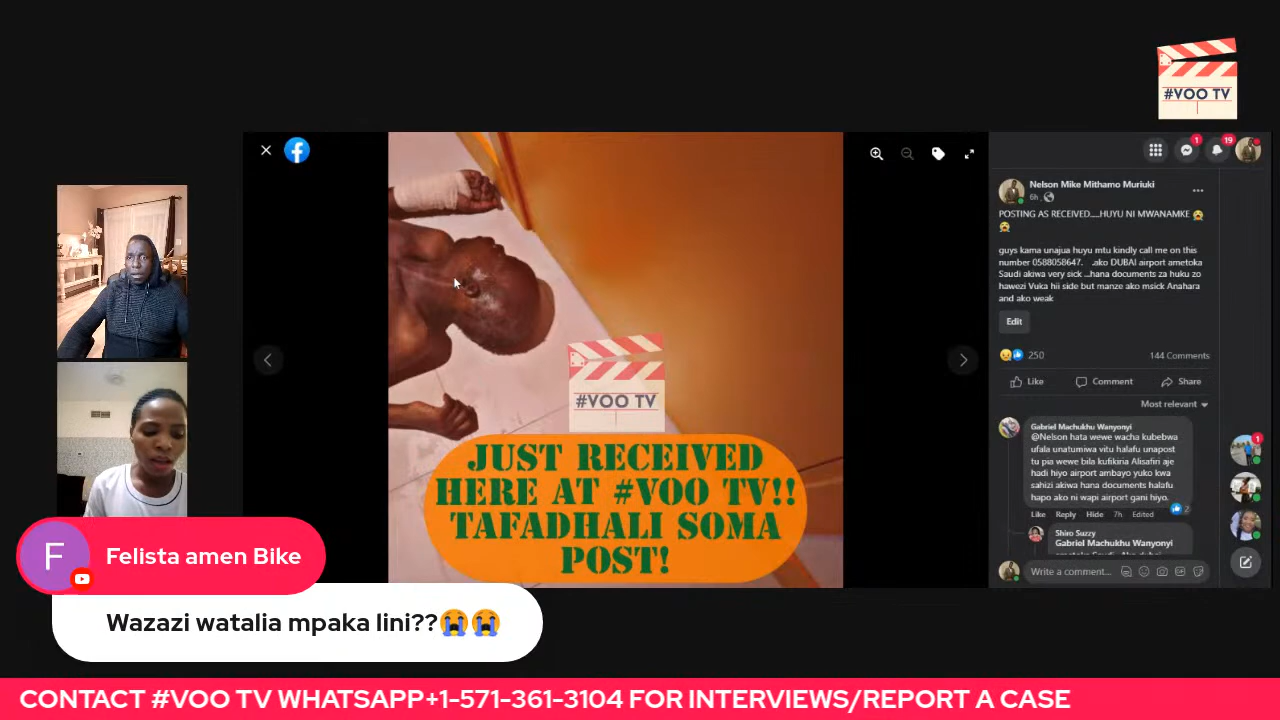 #VOO TV
1
19
Nelson Mike Mithamo Muriuki
6h
POSTING AS RECEIVED....HUYU NI MWANAMKE 😭
😭
guys kama unajua huyu mtu kindly call me on this
number 0588058647. .ako DUBAI airport ametoka
Saudi akiwa very sick ...hana documents za huku zo
hawezi Vuka hii side but manze ako msick Anahara
and ako weak
Edit
250
144 Comments
Like
Comment
Share
Most relevant
Gabriel Machukhu Wanyonyi
@Nelson hata wewe wacha kubebwa
ufala unatumiwa vitu halafu unapost
tu pia wewe bila kufikiria Alisafiri aje
hadi hiyo airport ambayo yuko kwa
sahizi akiwa hana documents halafu
hapo ako ni wapi airport gani hiyo.
2
Like Reply Hide 7h Edited
Shiro Suzzy
Gabriel Machukhu Wanyonyi
1
Write a comment...
#VOO TV
JUST RECEIVED
HERE AT #VOO TV!!
TAFADHALI SOMA
POST!
F
Felista amen Bike
Wazazi watalia mpaka lini??😭😭
CONTACT #VOO TV WHATSAPP+1-571-361-3104 FOR INTERVIEWS/REPORT A CASE